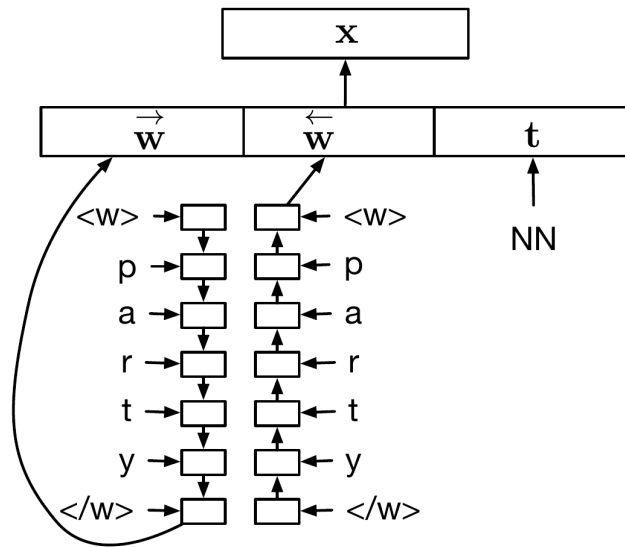 x
→w ←w t
<w> <w>
NN
p p
a a
r r
t t
y y
</w> </w>